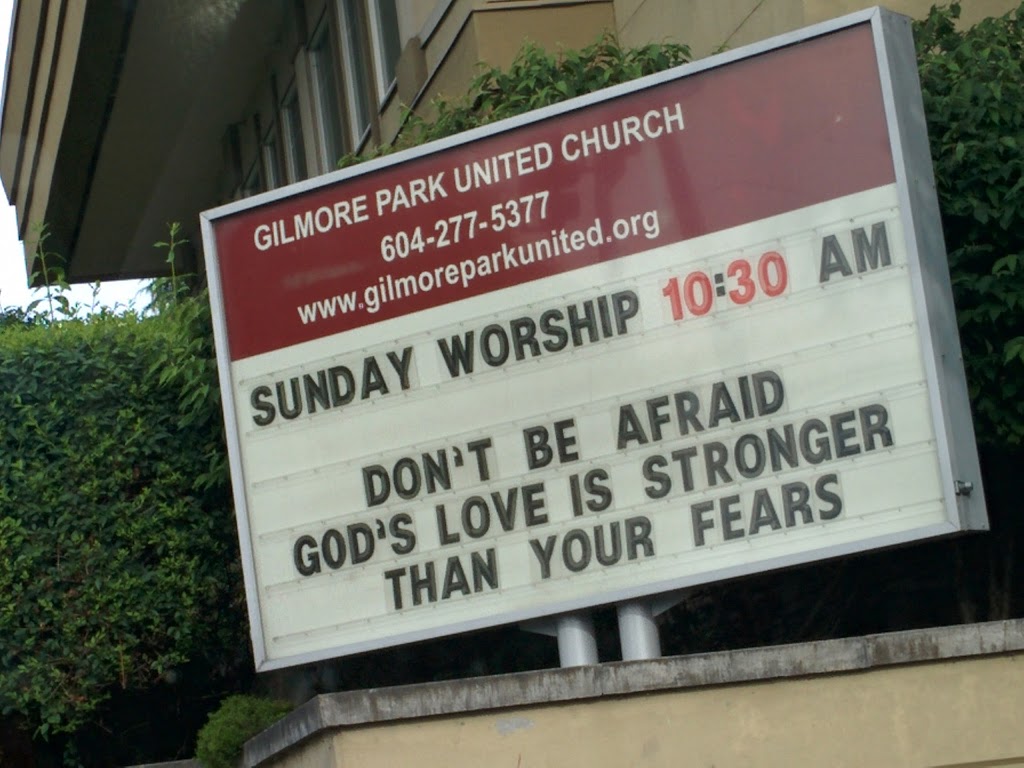 GILMORE PARK UNITED CHURCH
604-277-5377
www.gilmoreparkunited.org
SUNDAY WORSHIP 10:30 AM
DON'T BE AFRAID
GOD'S LOVE IS STRONGER
THAN YOUR FEARS